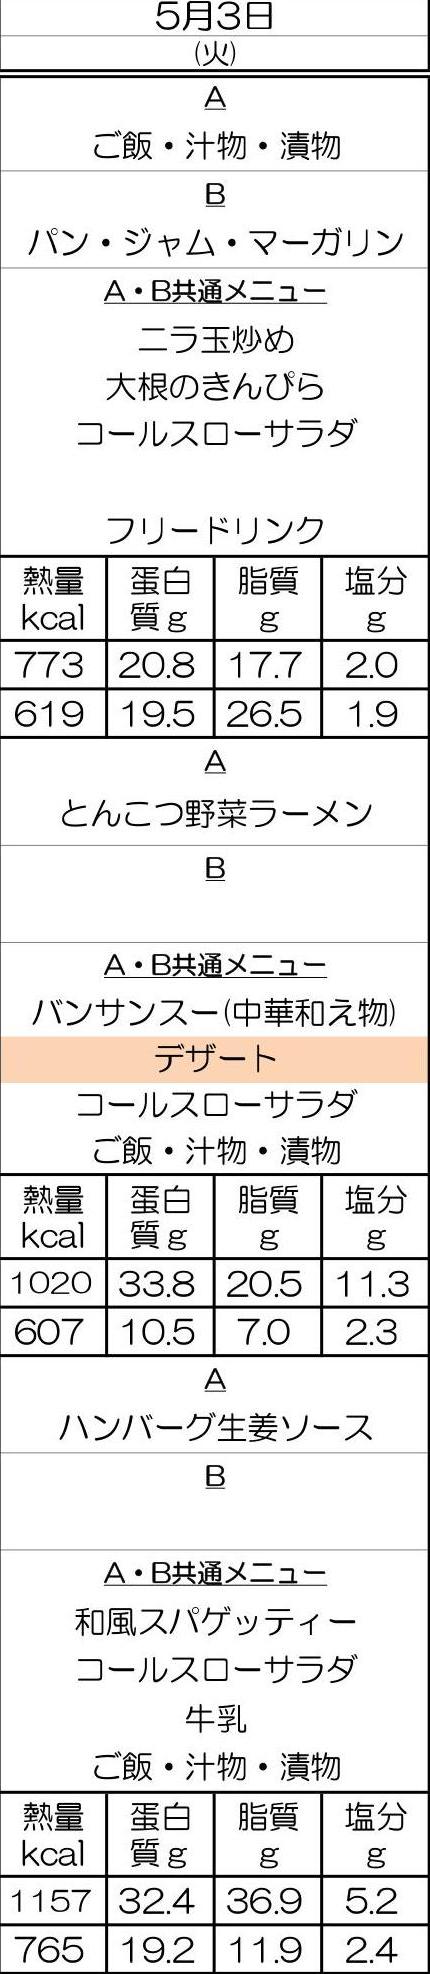 5月3日
(火)
A
ご飯・汁物・漬物
B
パン・ジャム・マーガリン
A・B共通メニュー
ニラ玉炒め
大根のきんぴら
コールスローサラダ
フリードリンク
熱量 蛋白 脂質 塩分
kcal 質g g g
773 20.8 17.7 2.0
619 19.5 26.5 1.9
A
とんこつ野菜ラーメン
B
A・B共通メニュー
バンサンスー(中華和え物)
デザート
コールスローサラダ
ご飯・汁物・漬物
熱量 蛋白 脂質 塩分
kcal 質g g g
1020 33.8 20.5 11.3
607 10.5 7.0 2.3
A
ハンバーグ生姜ソース
B
A・B共通メニュー
和風スパゲッティー
コールスローサラダ
牛乳
ご飯・汁物・漬物
熱量 蛋白 脂質 塩分
kcal 質g g g
1157 32.4 36.9 5.2
765 19.2 11.9 2.4